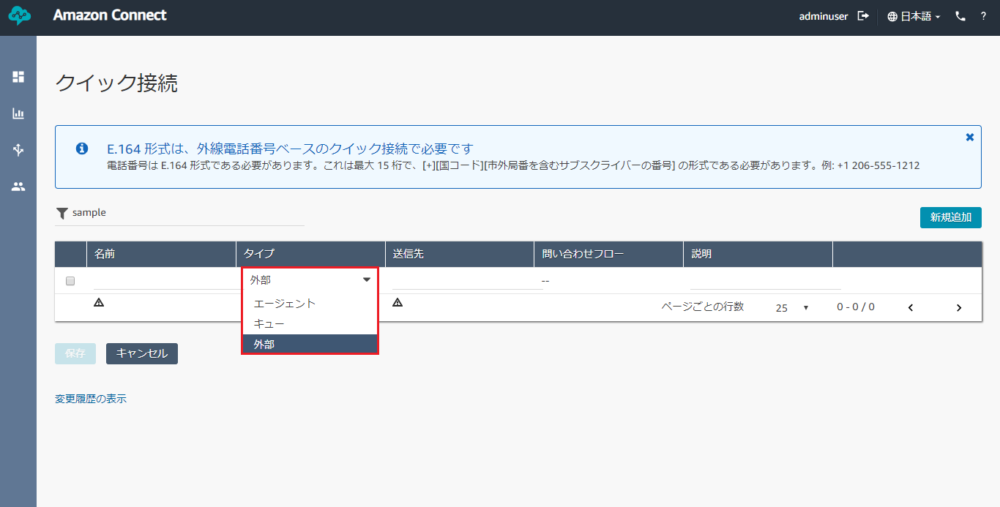 Amazon Connect
adminuser 日本語 ?
クイック接続
E.164 形式は、外線電話番号ベースのクイック接続で必要です
電話番号は E.164 形式である必要があります。これは最大 15 桁で、[+][国コード][市外局番を含むサブスクライバーの番号] の形式である必要があります。例: +1 206-555-1212
sample
新規追加
名前 タイプ 送信先 問い合わせフロー 説明
外部 --
エージェント
ページごとの行数 25 0 - 0 / 0
キュー
外部
保存 キャンセル
変更履歴の表示